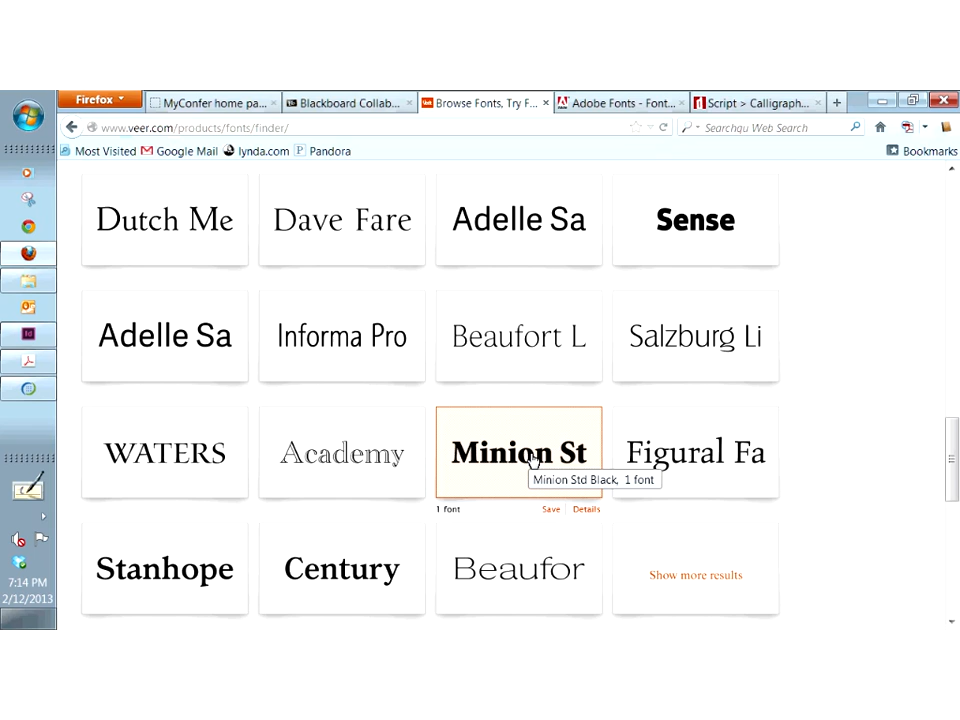 Firefox
MyConfer home pa...
Blackboard Collab...
Browse Fonts, Try F...
Adobe Fonts - Font...
Script > Calligraph...
www.veer.com/products/fonts/finder/
Searchqu Web Search
Most Visited
Google Mail
lynda.com
Pandora
Bookmarks
Dutch Me
Dave Fare
Adelle Sa
Sense
Adelle Sa
Informa Pro
Beaufort L
Salzburg Li
WATERS
Academy
Minion St
Figural Fa
Minion Std Black, 1 font
1 font
Save
Details
Stanhope
Century
Beaufor
Show more results
7:14 PM
2/12/2013